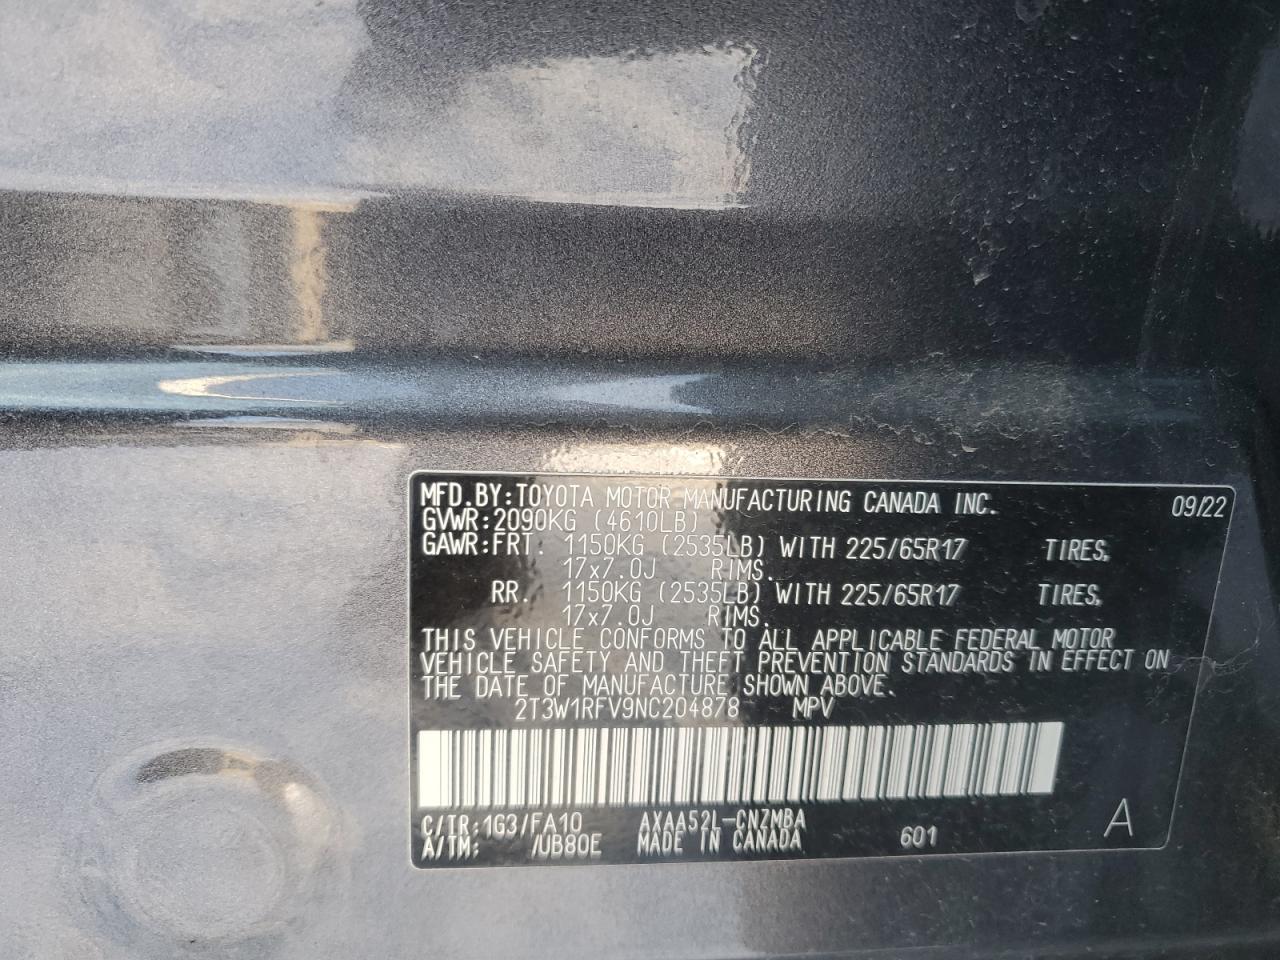 MFD.BY:TOYOTA MOTOR MANUFACTURING CANADA INC. 09/22
GVWR:2090KG (4610LB)
GAWR:FRT. 1150KG (2535LB) WITH 225/65R17 TIRES,
17x7.0J RIMS.
RR. 1150KG (2535LB) WITH 225/65R17 TIRES,
17x7.0J RIMS.
THIS VEHICLE CONFORMS TO ALL APPLICABLE FEDERAL MOTOR
VEHICLE SAFETY AND THEFT PREVENTION STANDARDS IN EFFECT ON
THE DATE OF MANUFACTURE SHOWN ABOVE.
2T3W1RFV9NC204878 MPV
C/TR:1G3/FA10 AXAA52L-CNZMBA
A/TM: /UB80E MADE IN CANADA 601 A